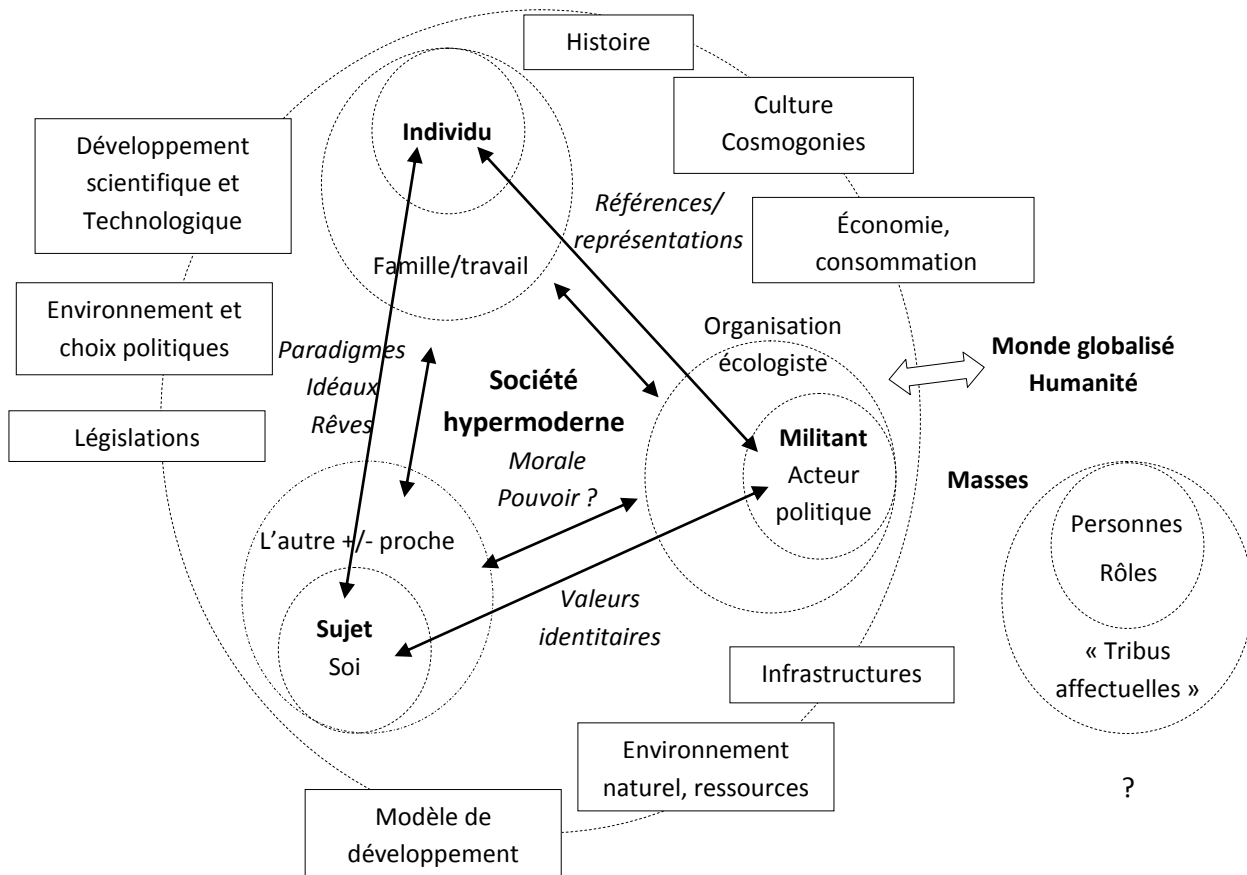 Histoire
Culture
Cosmogonies
Individu
Développement
scientifique et
Technologique
Références/
représentations
Économie,
consommation
Famille/travail
Environnement et
choix politiques
Organisation
écologiste
Paradigmes
Idéaux
Rêves
Monde globalisé
Humanité
Société
hypermoderne
Législations
Militant
Acteur
politique
Morale
Pouvoir ?
Masses
Personnes
Rôles
L’autre +/- proche
Valeurs
identitaires
Sujet
Soi
« Tribus
affectuelles »
Infrastructures
Environnement
naturel, ressources
?
Modèle de
développement